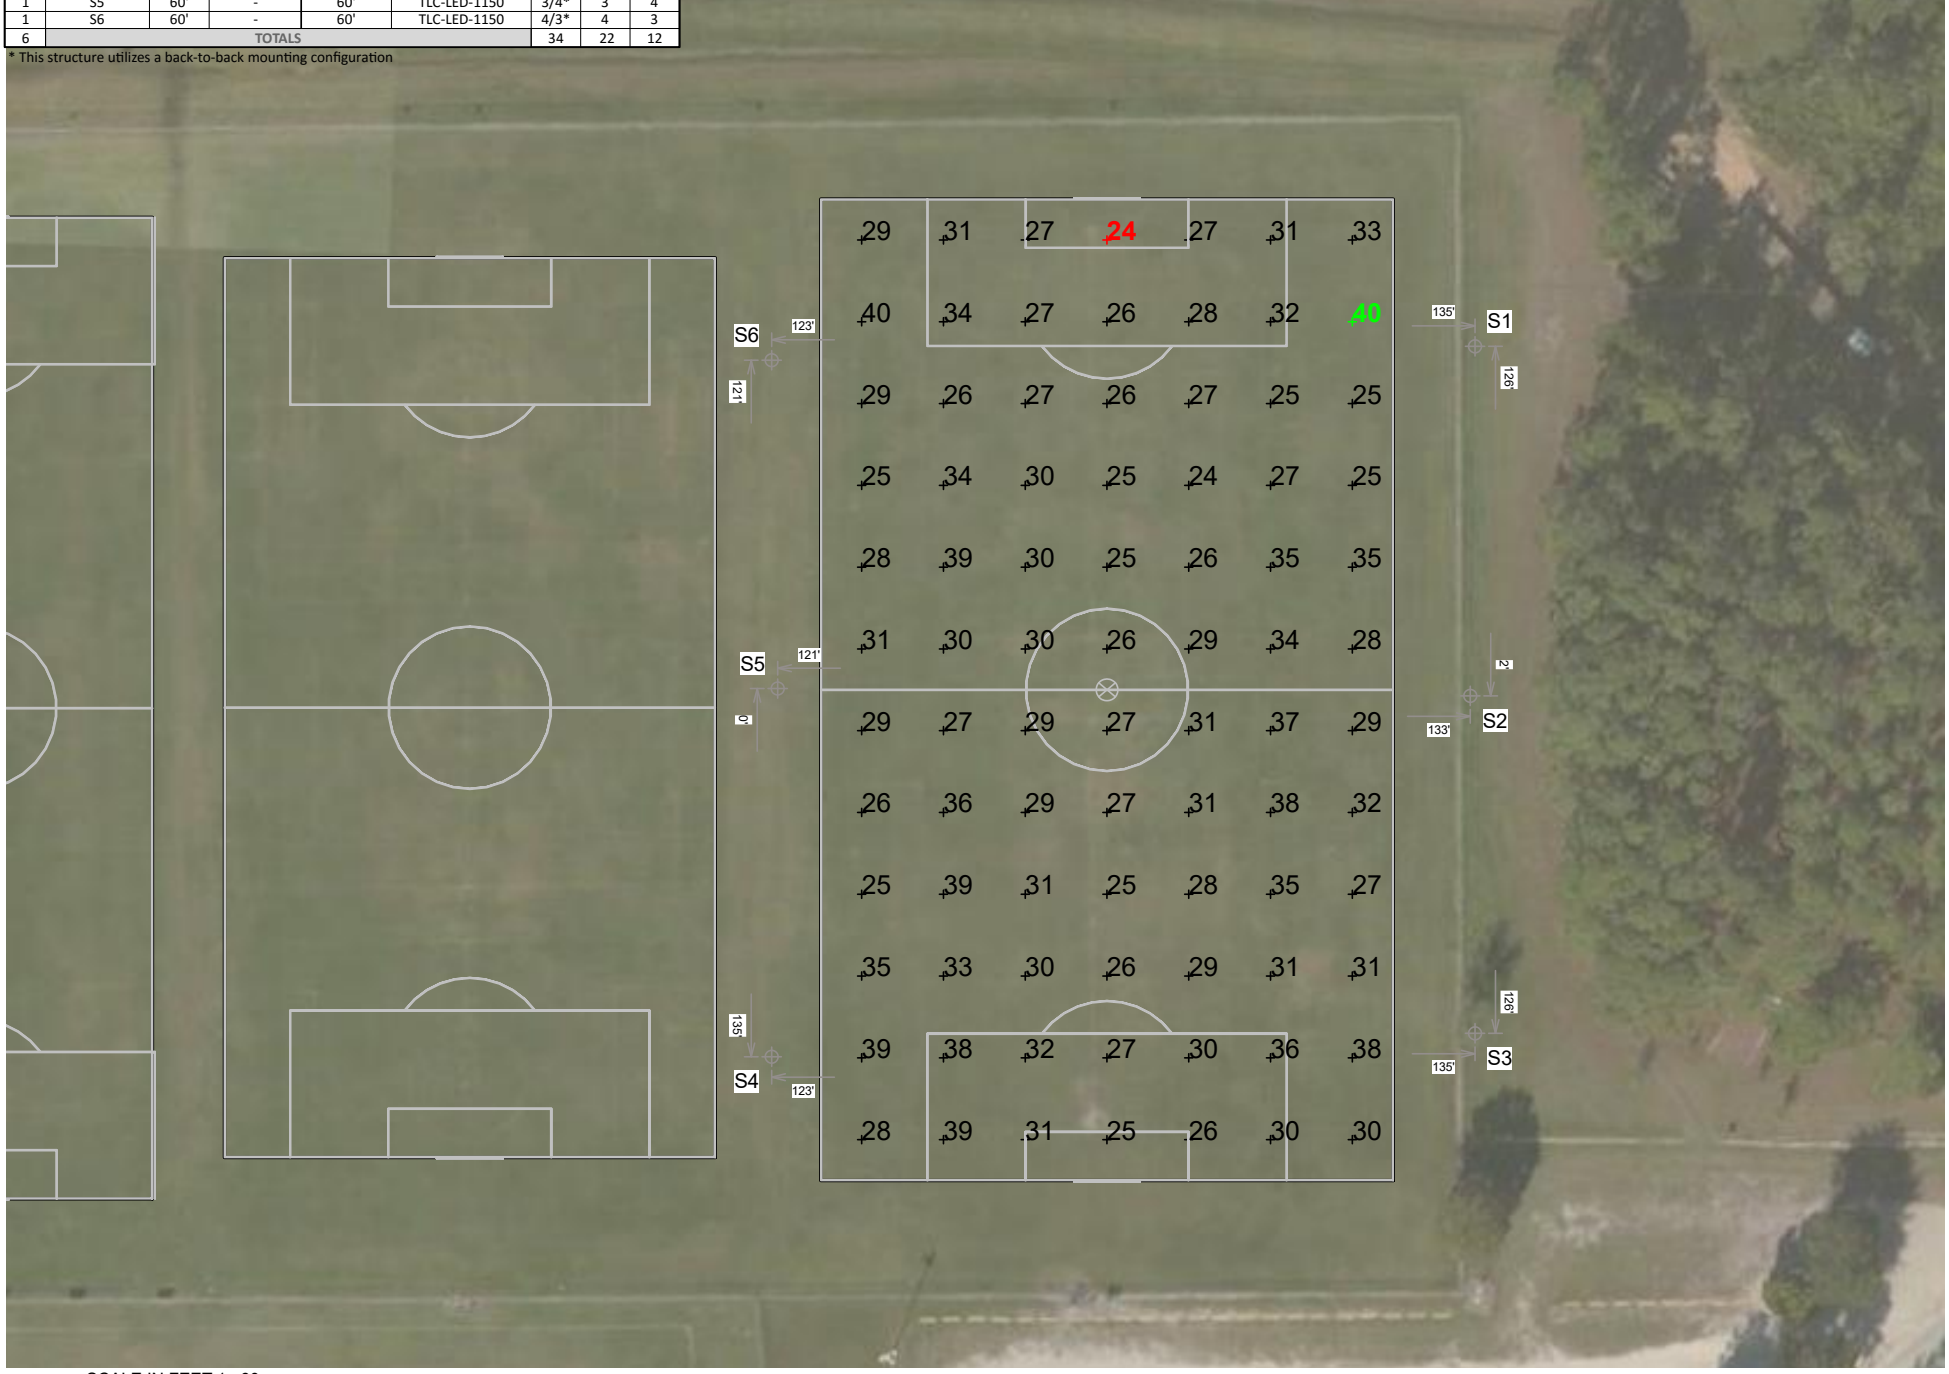 1 S5 60' - 60' TLC-LED-1150 3/4* 3 4
1 S6 60' - 60' TLC-LED-1150 4/3* 4 3
6 TOTALS 34 22 12
* This structure utilizes a back-to-back mounting configuration
29 31 27 24 27 31 33
40 34 27 26 28 32 40
S6 123' 135' S1
121' 126'
29 26 27 26 27 25 25
25 34 30 25 24 27 25
28 39 30 25 26 35 35
31 30 30 26 29 34 28
S5 121' 2'
0' 133' S2
29 27 29 27 31 37 29
26 36 29 27 31 38 32
25 39 31 25 28 35 27
35 33 30 26 29 31 31
135' 126'
39 38 32 27 30 36 38
S4 123' 135' S3
28 39 31 25 26 30 30